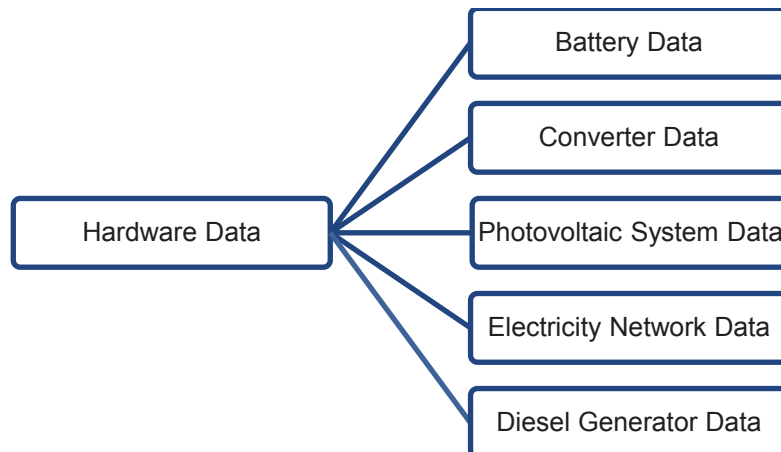 Battery Data
Converter Data
Hardware Data
Photovoltaic System Data
Electricity Network Data
Diesel Generator Data